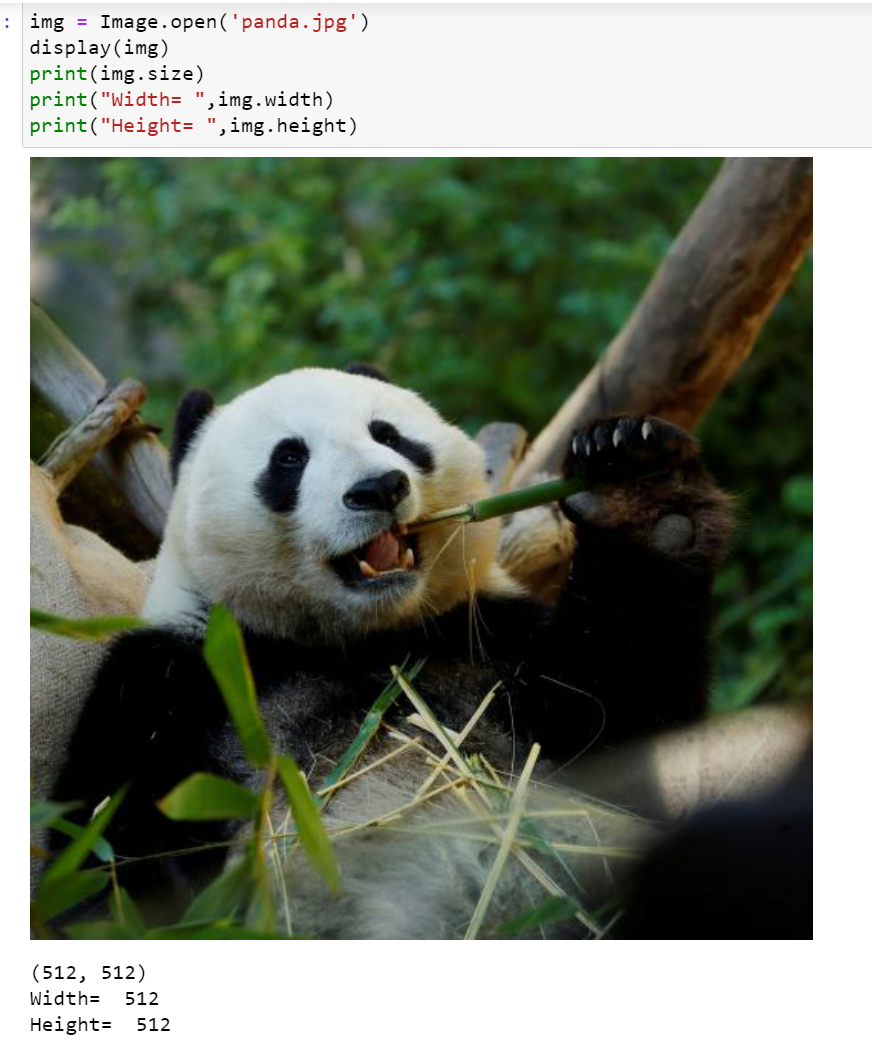 : img = Image.open('panda.jpg')
display(img)
print(img.size)
print("Width= ",img.width)
print("Height= ",img.height)
(512, 512)
Width=  512
Height=  512